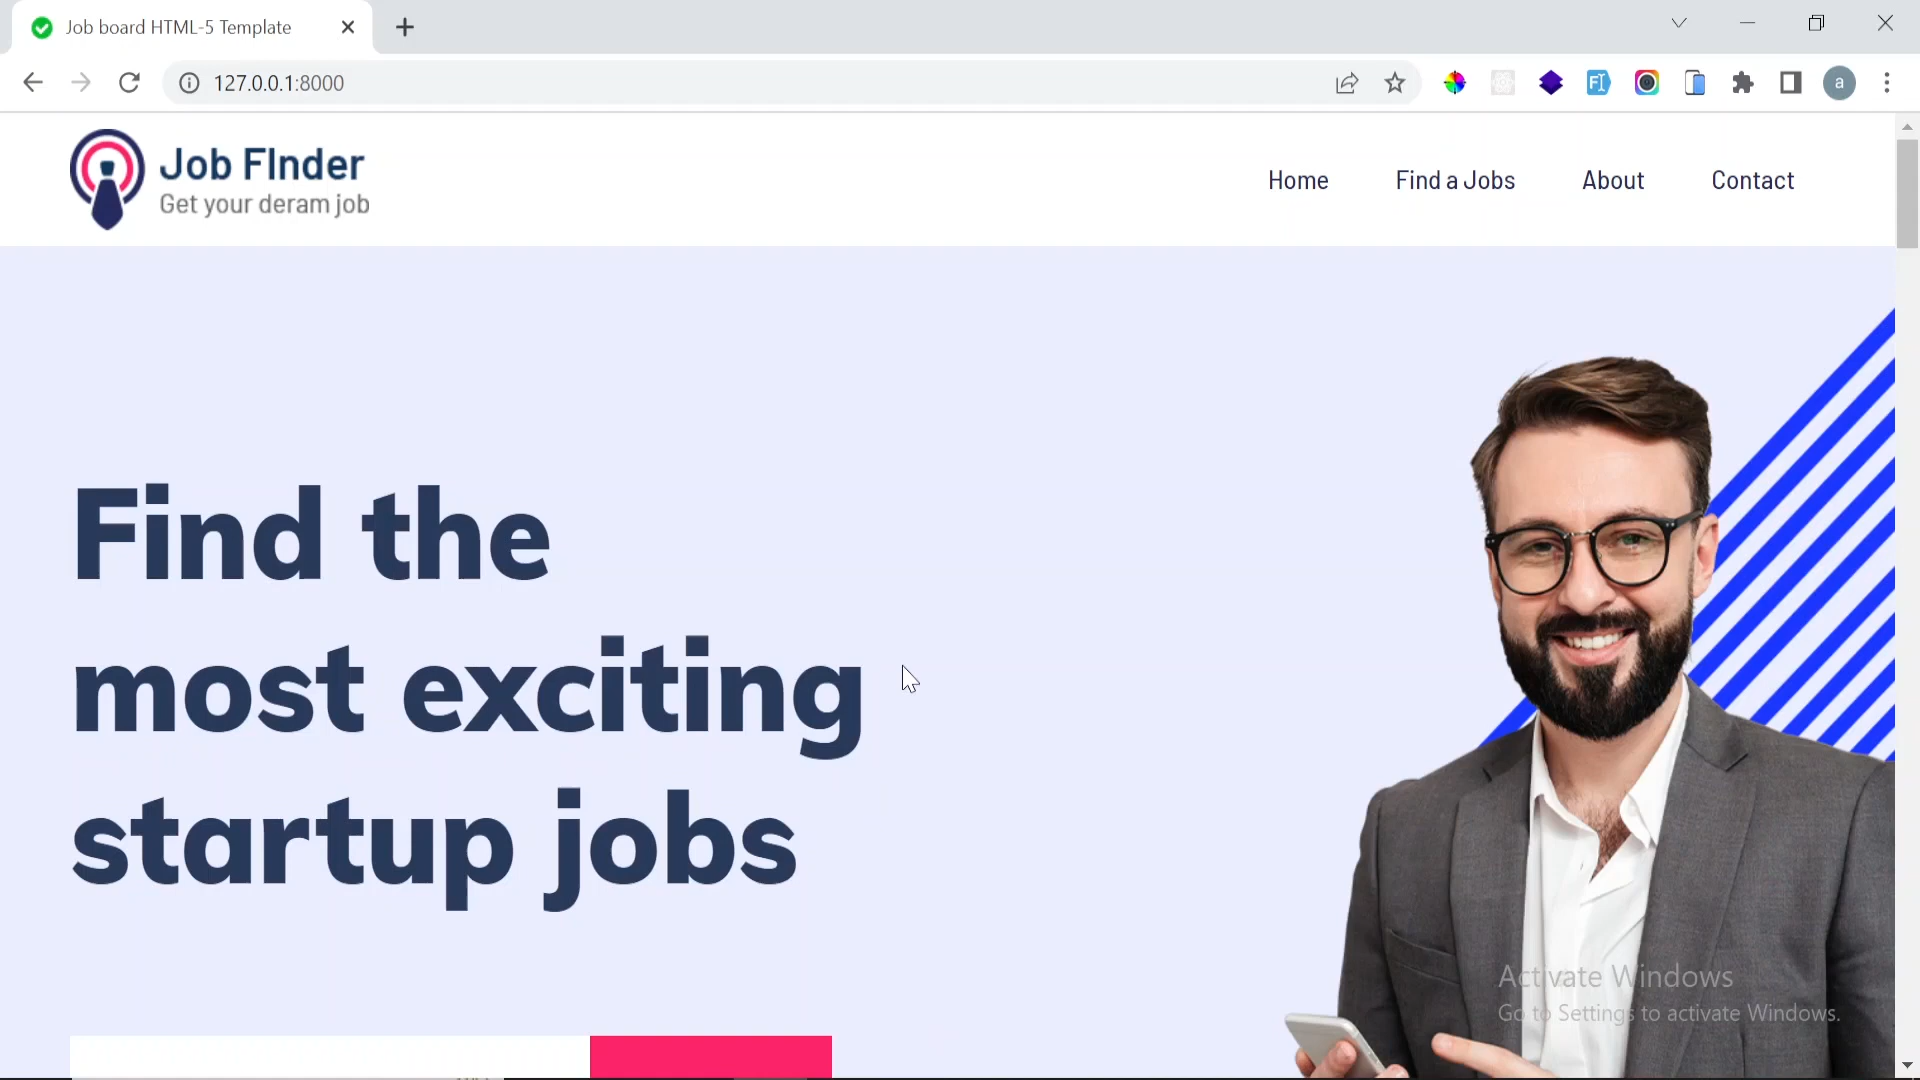 Job board HTML-5 Template
127.0.0.1:8000
FI
a
Job FInder
Get your deram job
Home Find a Jobs About Contact
Find the
most exciting
startup jobs
Activate Windows
Go to Settings to activate Windows.